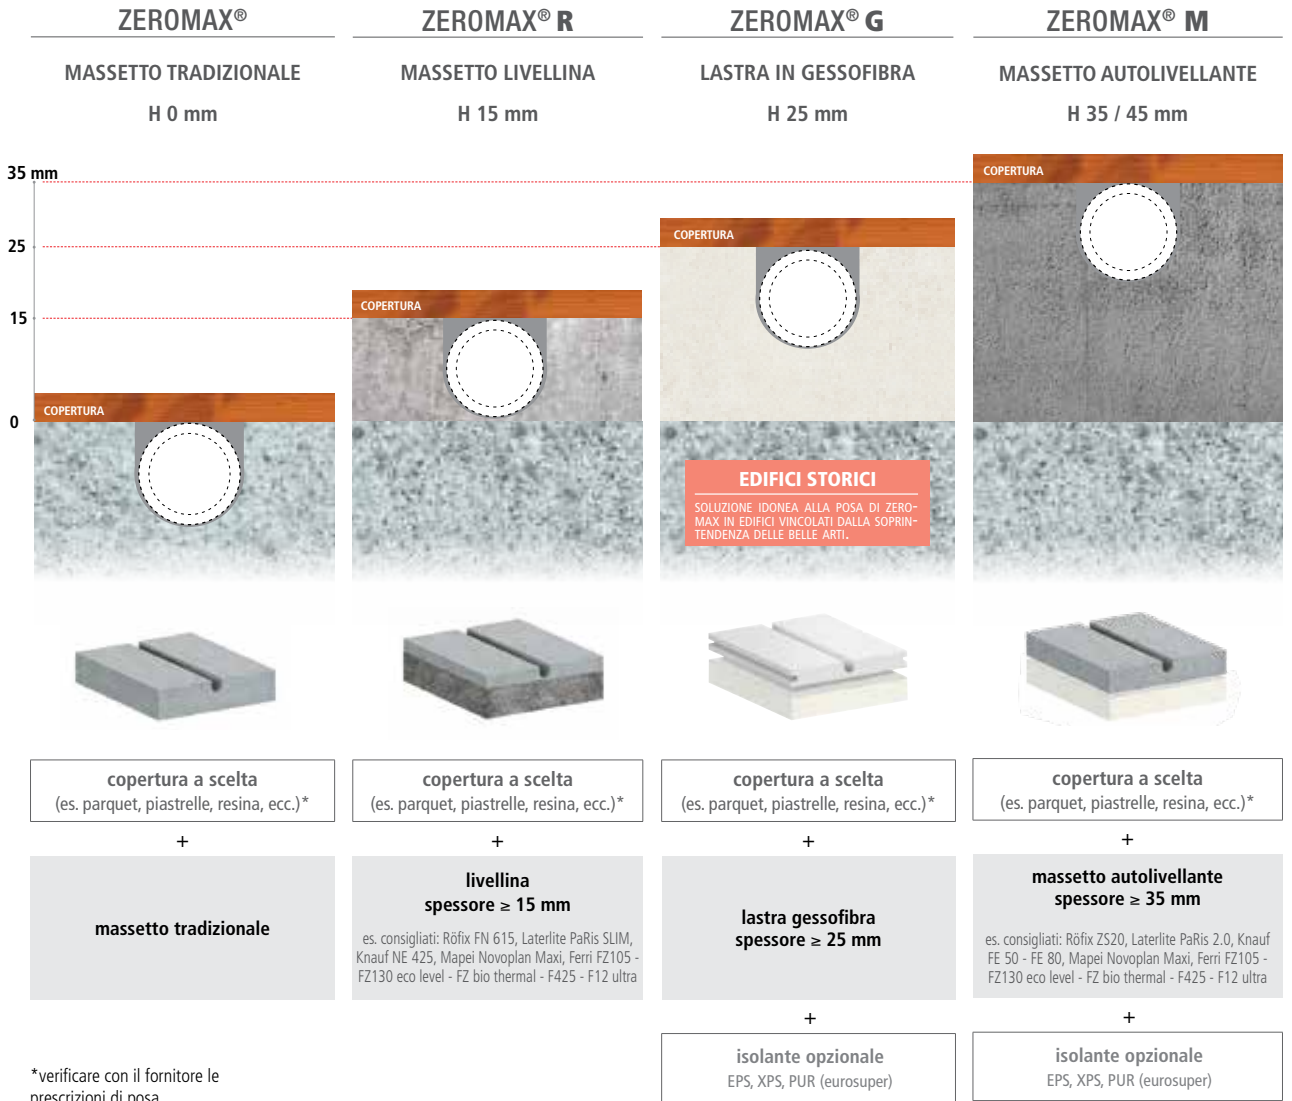 ZEROMAX®
MASSETTO TRADIZIONALE
H 0 mm
ZEROMAX® R
MASSETTO LIVELLINA
H 15 mm
ZEROMAX® G
LASTRA IN GESSOFIBRA
H 25 mm
ZEROMAX® M
MASSETTO AUTOLIVELLANTE
H 35 / 45 mm
35 mm
25
15
0
COPERTURA
COPERTURA
COPERTURA
COPERTURA
EDIFICI STORICI
SOLUZIONE IDONEA ALLA POSA DI ZERO-
MAX IN EDIFICI VINCOLATI DALLA SOPRIN-
TENDENZA DELLE BELLE ARTI.
copertura a scelta
(es. parquet, piastrelle, resina, ecc.)*
+
massetto tradizionale
copertura a scelta
(es. parquet, piastrelle, resina, ecc.)*
+
livellina
spessore ≥ 15 mm
es. consigliati: Röfix FN 615, Laterlite PaRis SLIM,
Knauf NE 425, Mapei Novoplan Maxi, Ferri FZ105 -
FZ130 eco level - FZ bio thermal - F425 - F12 ultra
copertura a scelta
(es. parquet, piastrelle, resina, ecc.)*
+
lastra gessofibra
spessore ≥ 25 mm
+
isolante opzionale
EPS, XPS, PUR (eurosuper)
copertura a scelta
(es. parquet, piastrelle, resina, ecc.)*
+
massetto autolivellante
spessore ≥ 35 mm
es. consigliati: Röfix ZS20, Laterlite PaRis 2.0, Knauf
FE 50 - FE 80, Mapei Novoplan Maxi, Ferri FZ105 -
FZ130 eco level - FZ bio thermal - F425 - F12 ultra
+
isolante opzionale
EPS, XPS, PUR (eurosuper)
*verificare con il fornitore le
prescrizioni di posa